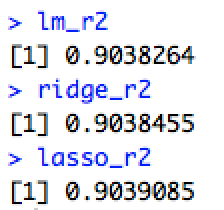 > lm_r2
[1] 0.9038264
> ridge_r2
[1] 0.9038455
> lasso_r2
[1] 0.9039085